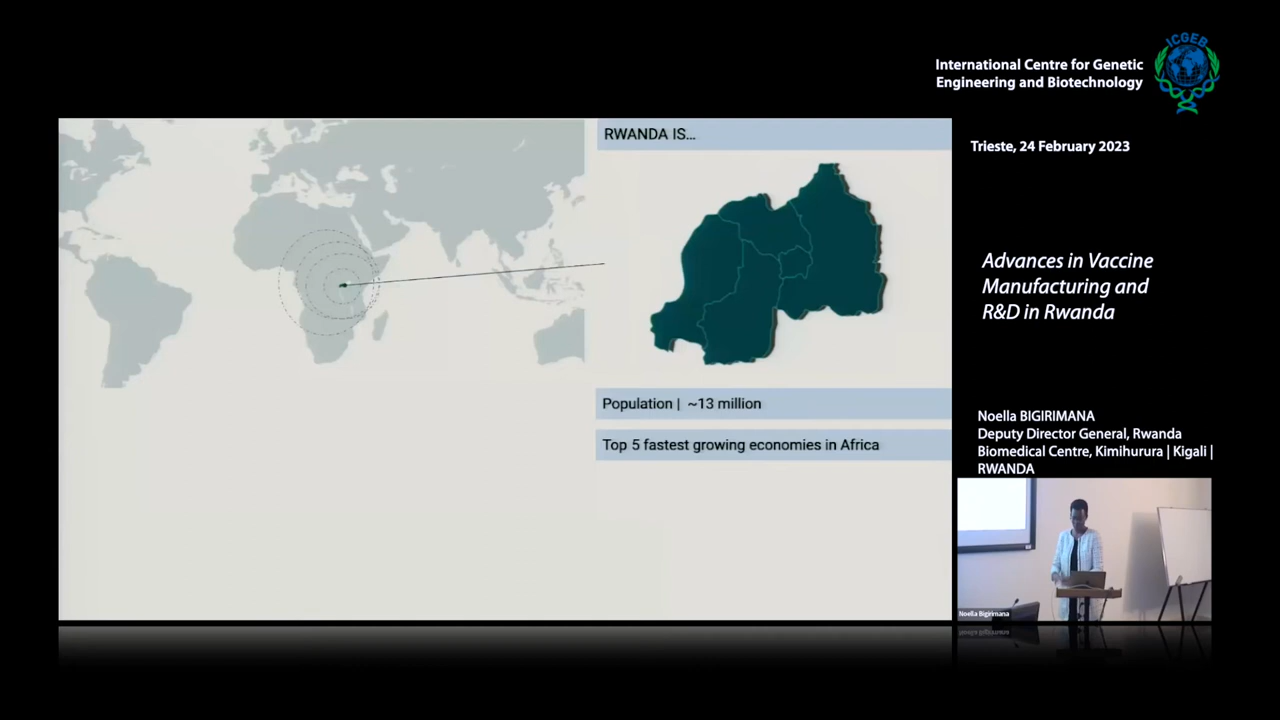 ICGEB
International Centre for Genetic
Engineering and Biotechnology
Trieste, 24 February 2023
RWANDA IS...
Population | ~13 million
Top 5 fastest growing economies in Africa
Advances in Vaccine
Manufacturing and
R&D in Rwanda
Noella BIGIRIMANA
Deputy Director General, Rwanda
Biomedical Centre, Kimihurura | Kigali |
RWANDA
Noella Bigirimana